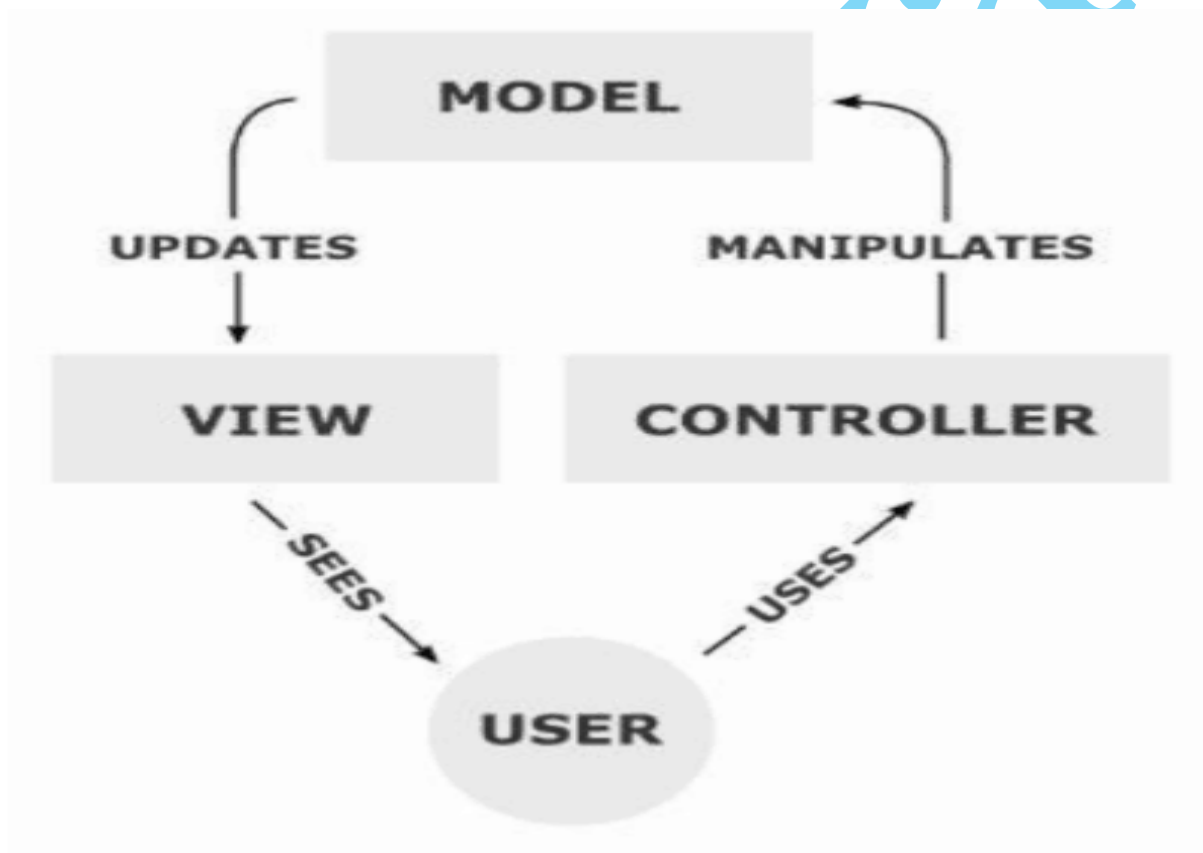 MODEL
UPDATES
MANIPULATES
VIEW
CONTROLLER
SEES
USES
USER